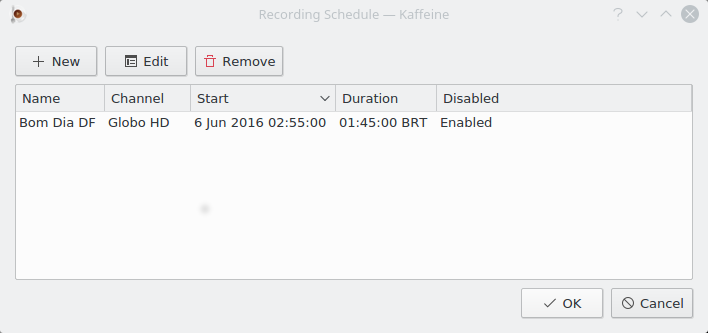 Recording Schedule — Kaffeine
New Edit Remove
Name Channel Start Duration Disabled
Bom Dia DF Globo HD 6 Jun 2016 02:55:00 01:45:00 BRT Enabled
OK Cancel